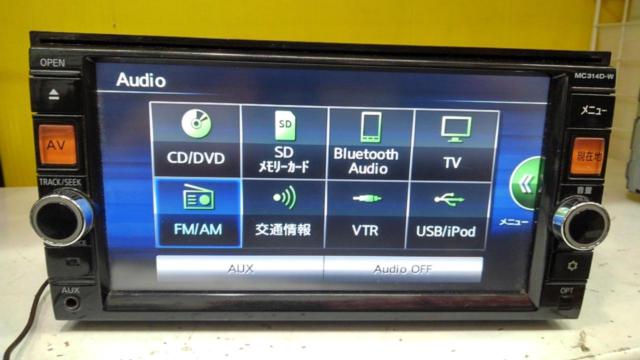 OPEN
MC314D-W
Audio
メニュー
AV
現在地
CD/DVD
SD
SD
メモリーカード
Bluetooth
Audio
TV
TRACK/SEEK
音量
FM/AM
交通情報
VTR
USB/iPod
メニュー
AUX
Audio OFF
AUX
OPT